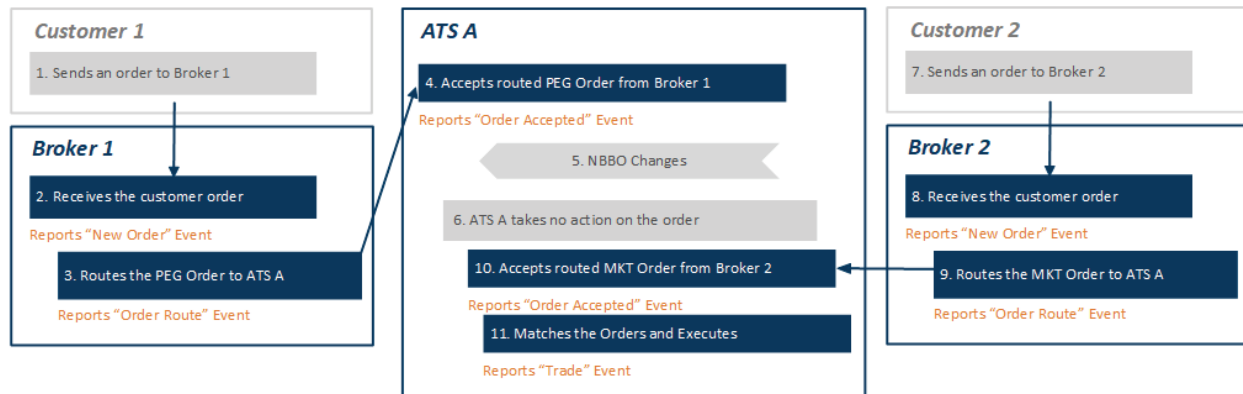 Customer 1
1. Sends an order to Broker 1
Broker 1
2. Receives the customer order
Reports “New Order” Event
3. Routes the PEG Order to ATS A
Reports “Order Route” Event
ATS A
4. Accepts routed PEG Order from Broker 1
Reports “Order Accepted” Event
5. NBBO Changes
6. ATS A takes no action on the order
10. Accepts routed MKT Order from Broker 2
Reports “Order Accepted” Event
11. Matches the Orders and Executes
Reports “Trade” Event
Customer 2
7. Sends an order to Broker 2
Broker 2
8. Receives the customer order
Reports “New Order” Event
9. Routes the MKT Order to ATS A
Reports “Order Route” Event